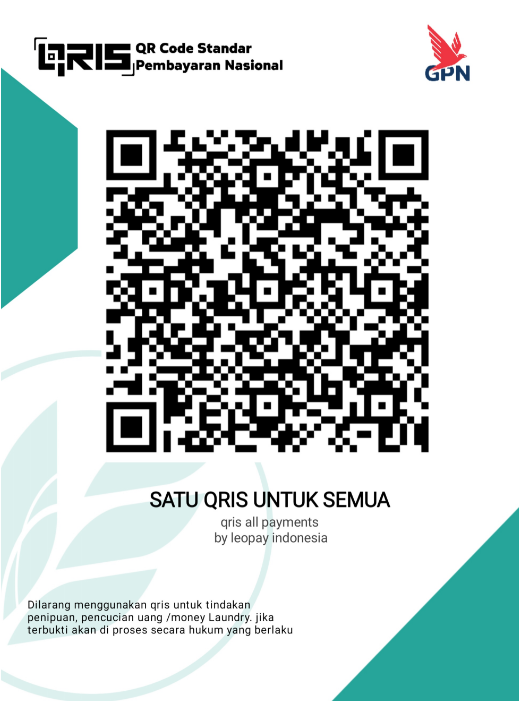 QRIS QR Code Standar
Pembayaran Nasional
GPN
SATU QRIS UNTUK SEMUA
qris all payments
by leopay indonesia
Dilarang menggunakan qris untuk tindakan
penipuan, pencucian uang /money Laundry. jika
terbukti akan di proses secara hukum yang berlaku